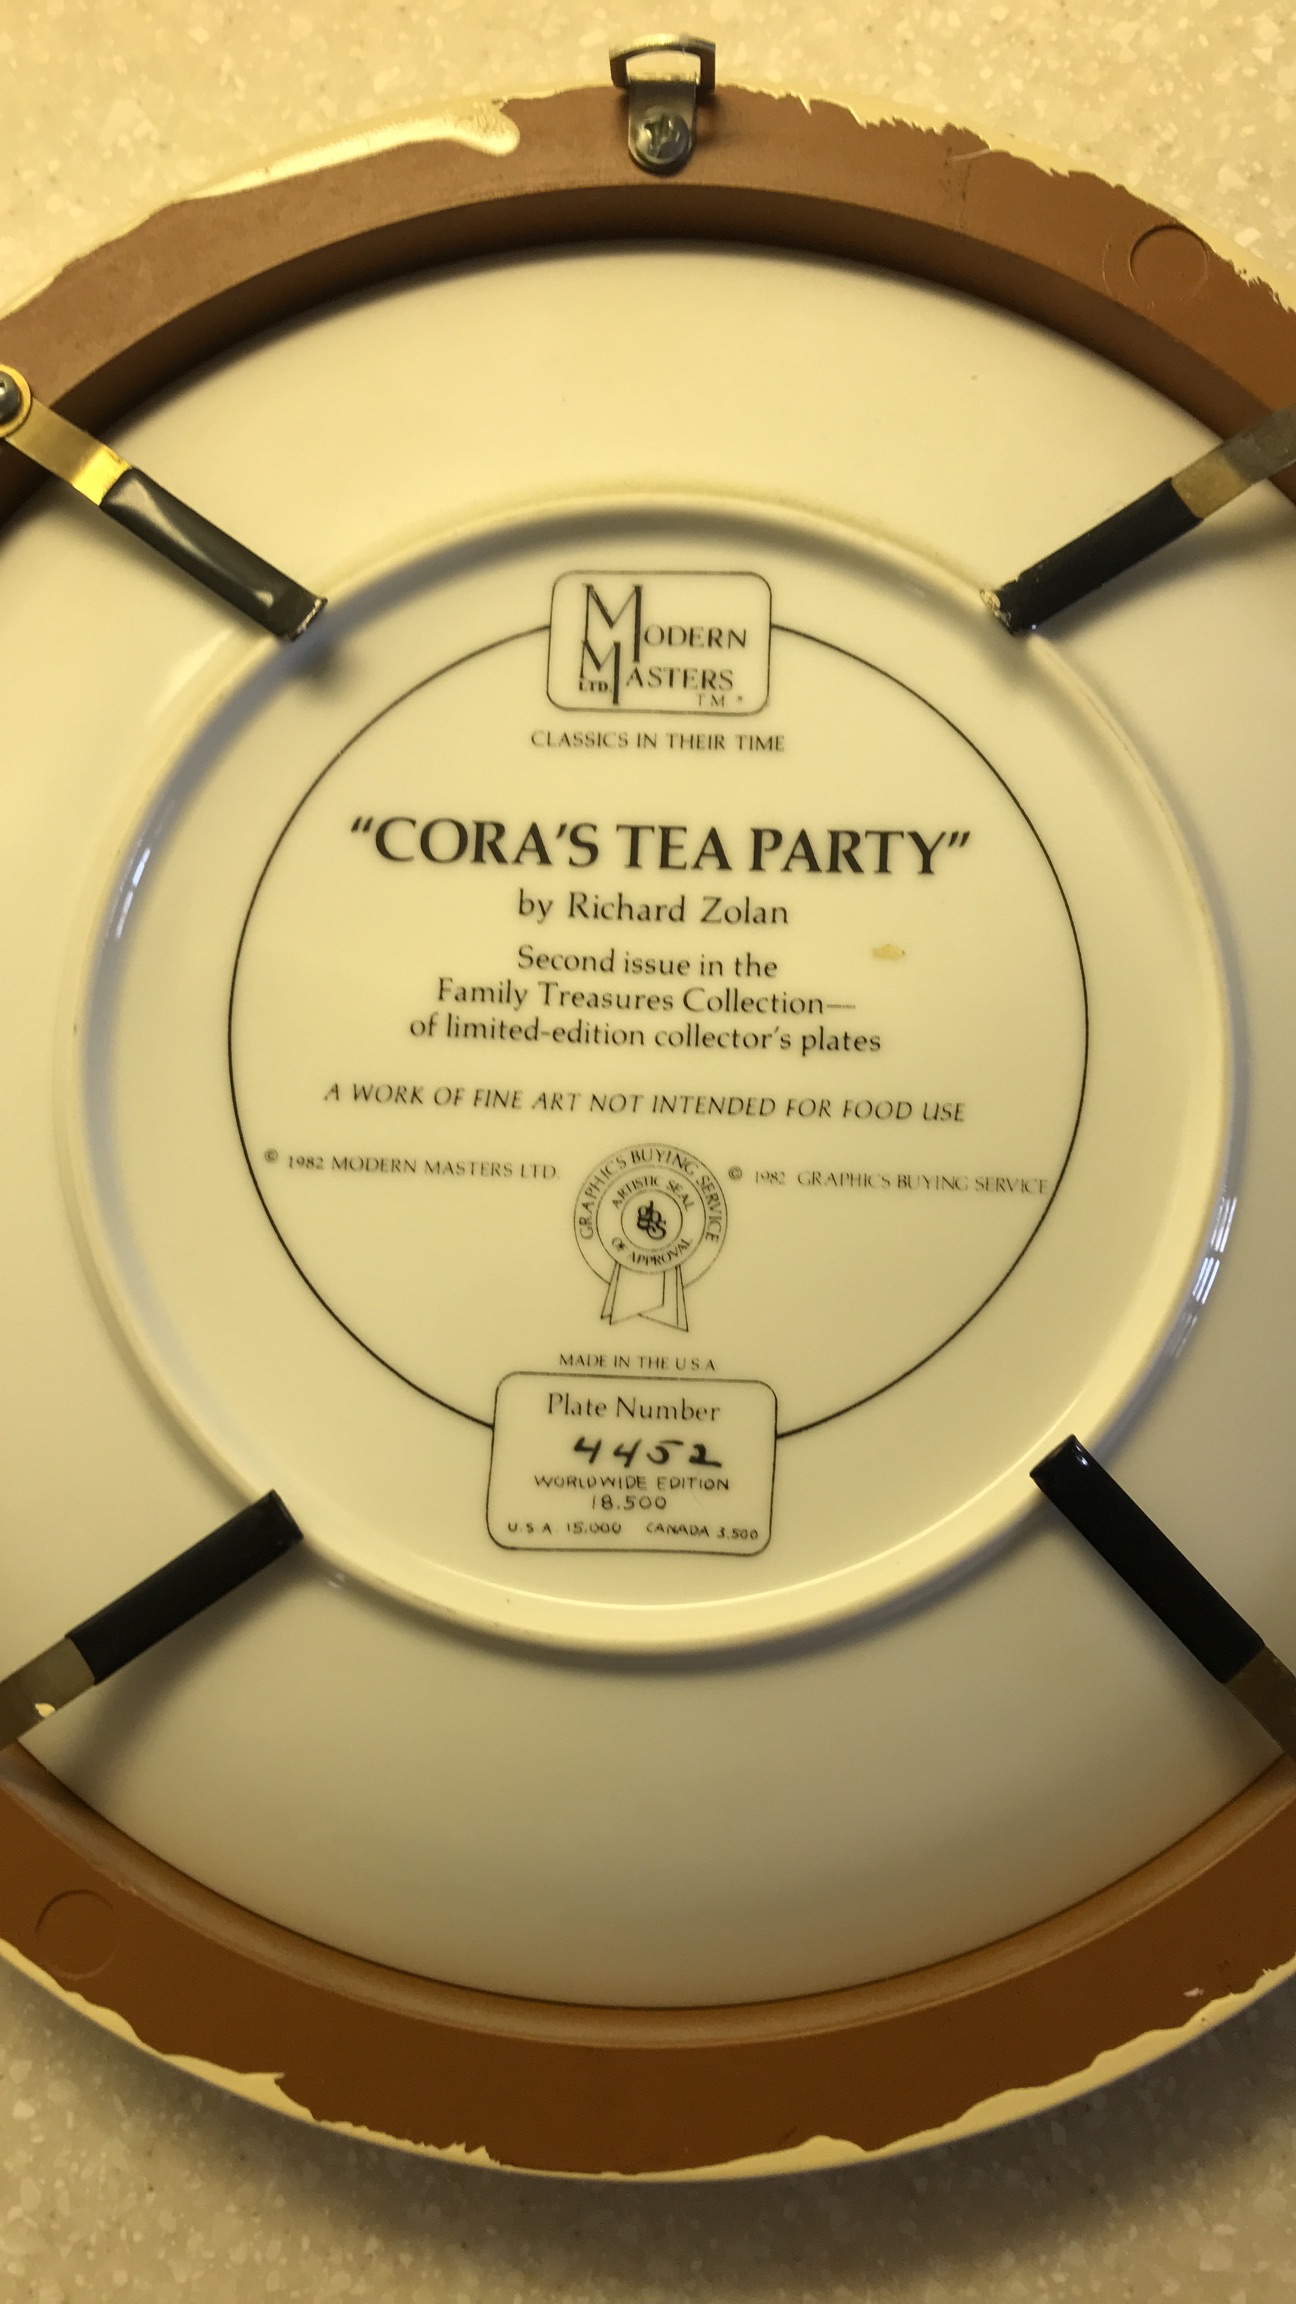 MODERN
MASTERS
LTD.
TM
CLASSICS IN THEIR TIME
“CORA’S TEA PARTY”
by Richard Zolan
Second issue in the
Family Treasures Collection—
of limited-edition collector’s plates
A WORK OF FINE ART NOT INTENDED FOR FOOD USE
© 1982 MODERN MASTERS LTD.
GRAPHICS BUYING SERVICE
ARTISTIC SEAL
gbs
OF APPROVAL
© 1982 GRAPHICS BUYING SERVICE
MADE IN THE U.S.A
Plate Number
4452
WORLDWIDE EDITION
18.500
U.S.A. 15.000 CANADA 3.500